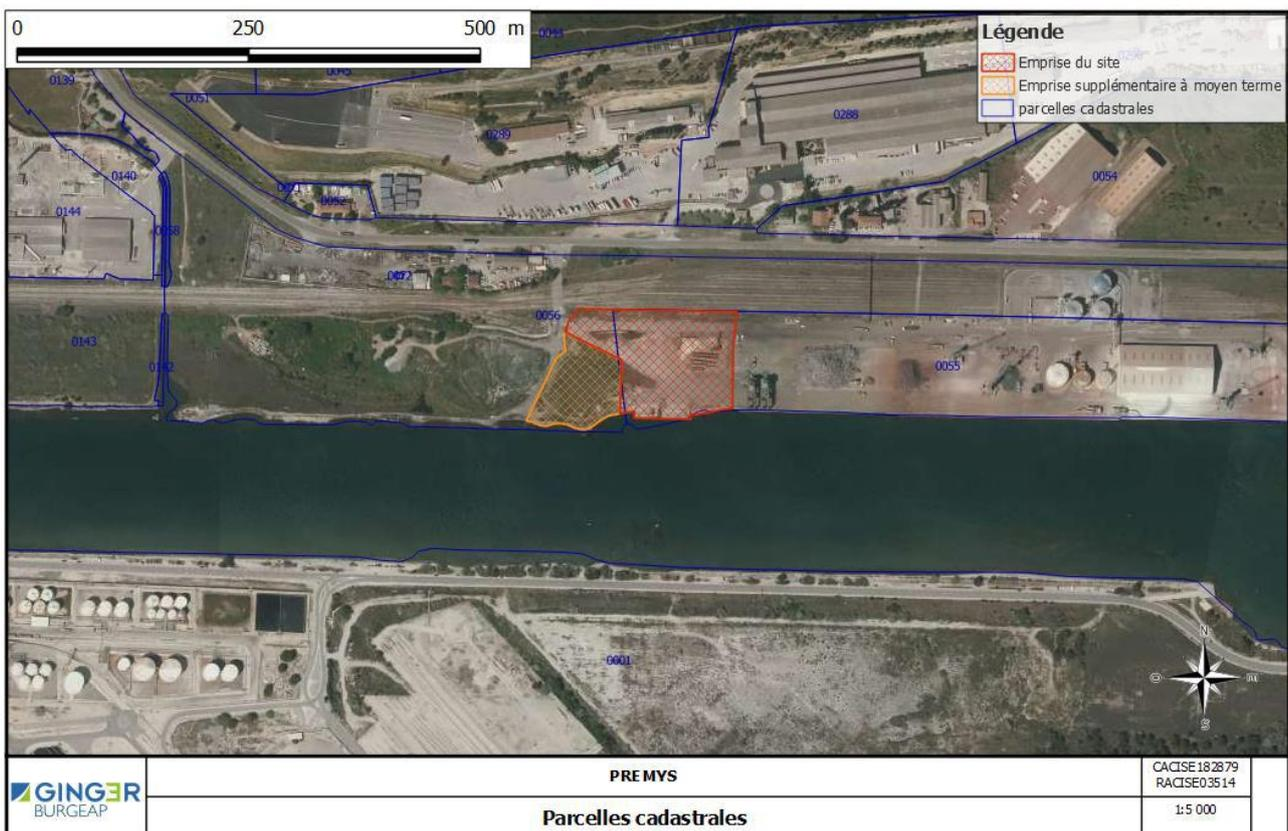 0 250 500 m
Légende
Emprise du site
Emprise supplémentaire à moyen terme
parcelles cadastrales
0139
0051
0289
0288
0054
0140
0144
0052
0058
0056
0143
0055
0001
N
O E
S
GINGER
BURGEAP
PREMYS
Parcelles cadastrales
CACISE182879
RACISE03514
1:5 000